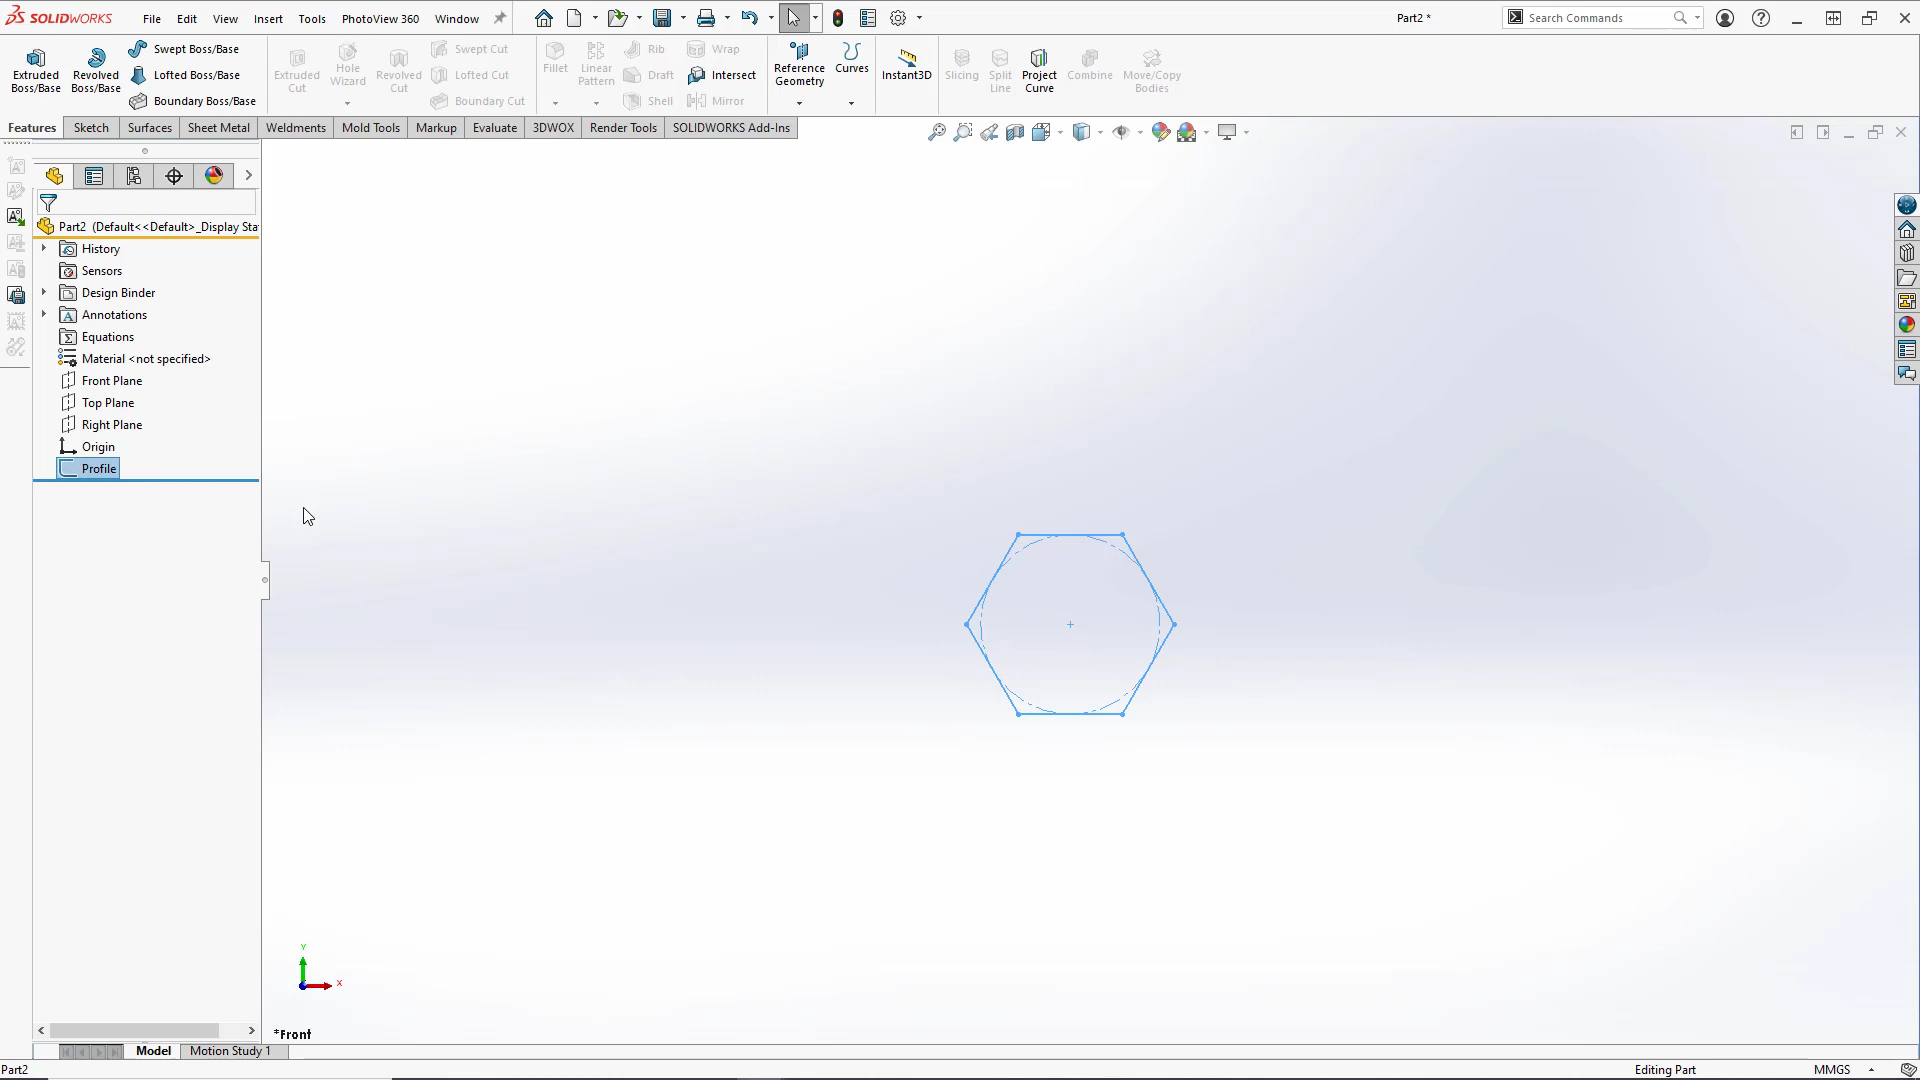 SOLIDWORKS File Edit View Insert Tools PhotoView 360 Window Part2 * Search Commands
Extruded Boss/Base
Revolved Boss/Base
Swept Boss/Base
Lofted Boss/Base
Boundary Boss/Base
Extruded Cut
Hole Wizard
Revolved Cut
Swept Cut
Lofted Cut
Boundary Cut
Fillet
Linear Pattern
Rib
Draft
Shell
Wrap
Intersect
Mirror
Reference Geometry
Curves
Instant3D
Slicing
Split Line
Project Curve
Combine
Move/Copy Bodies
Features Sketch Surfaces Sheet Metal Weldments Mold Tools Markup Evaluate 3DWOX Render Tools SOLIDWORKS Add-Ins
Part2 (Default<<Default>_Display Sta
History
Sensors
Design Binder
Annotations
Equations
Material <not specified>
Front Plane
Top Plane
Right Plane
Origin
Profile
Y
X
*Front
Model Motion Study 1
Part2 Editing Part MMGS